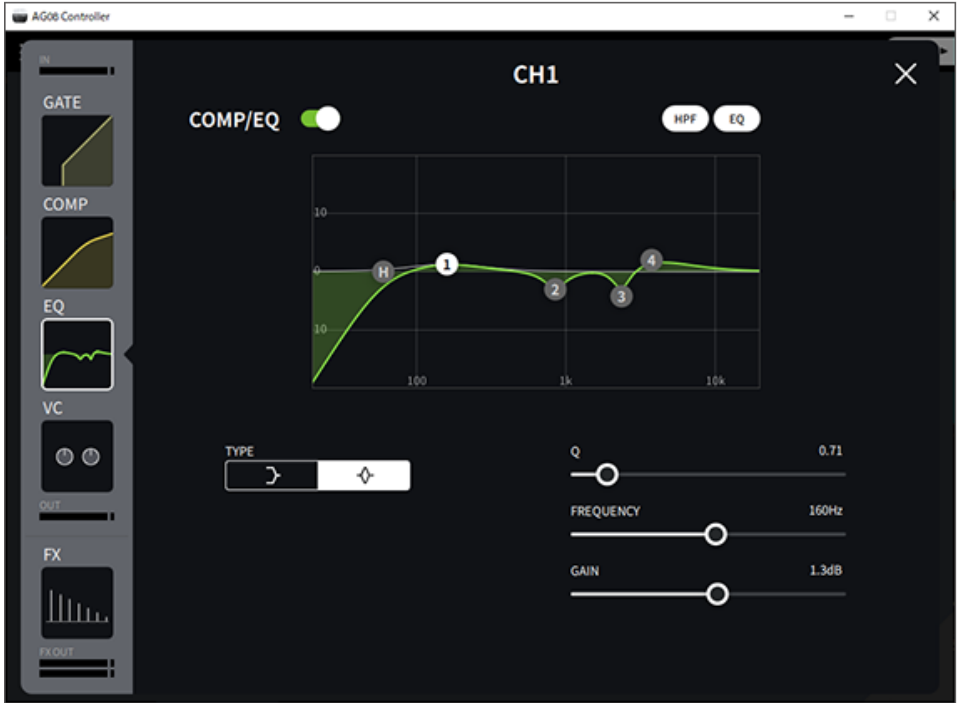 AG08 Controller
IN
GATE
COMP
EQ
VC
OUT
FX
FX OUT
CH1
COMP/EQ
HPF
EQ
10
0
10
100
1k
10k
H
1
2
3
4
TYPE
Q 0.71
FREQUENCY 160Hz
GAIN 1.3dB